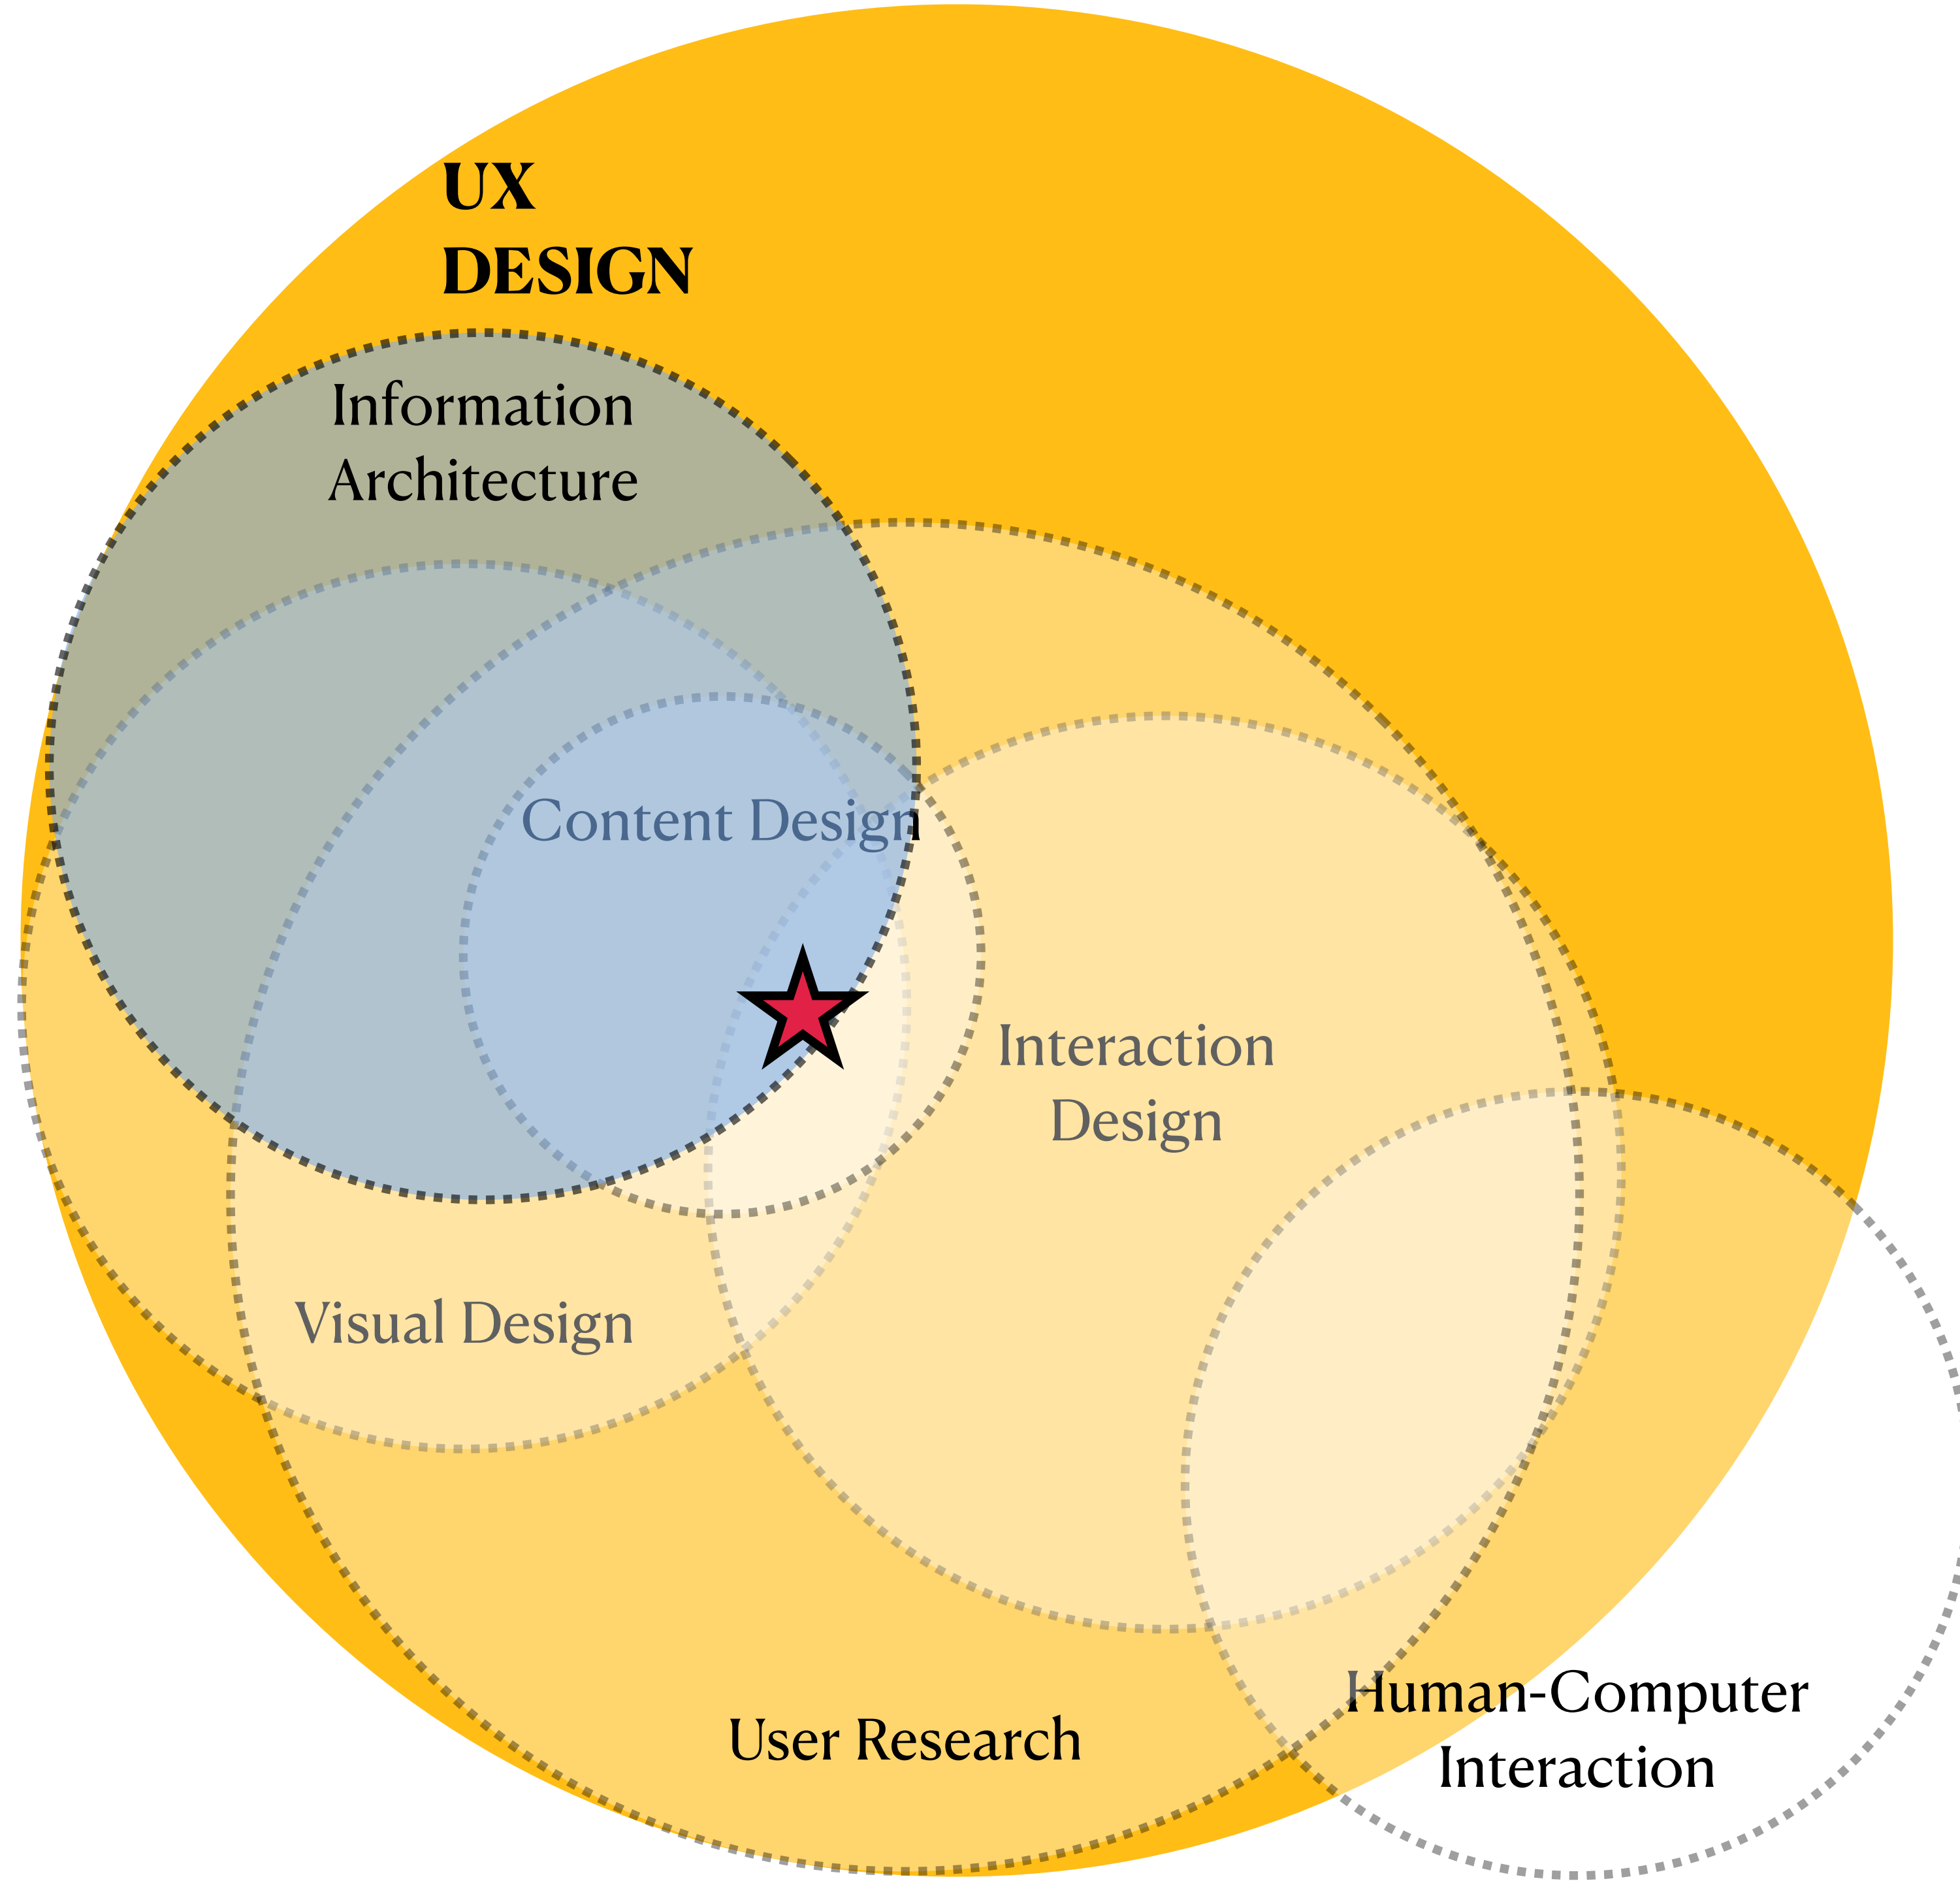 UX
DESIGN
Information
Architecture
Content Design
Interaction
Design
Visual Design
User Research
Human-Computer
Interaction